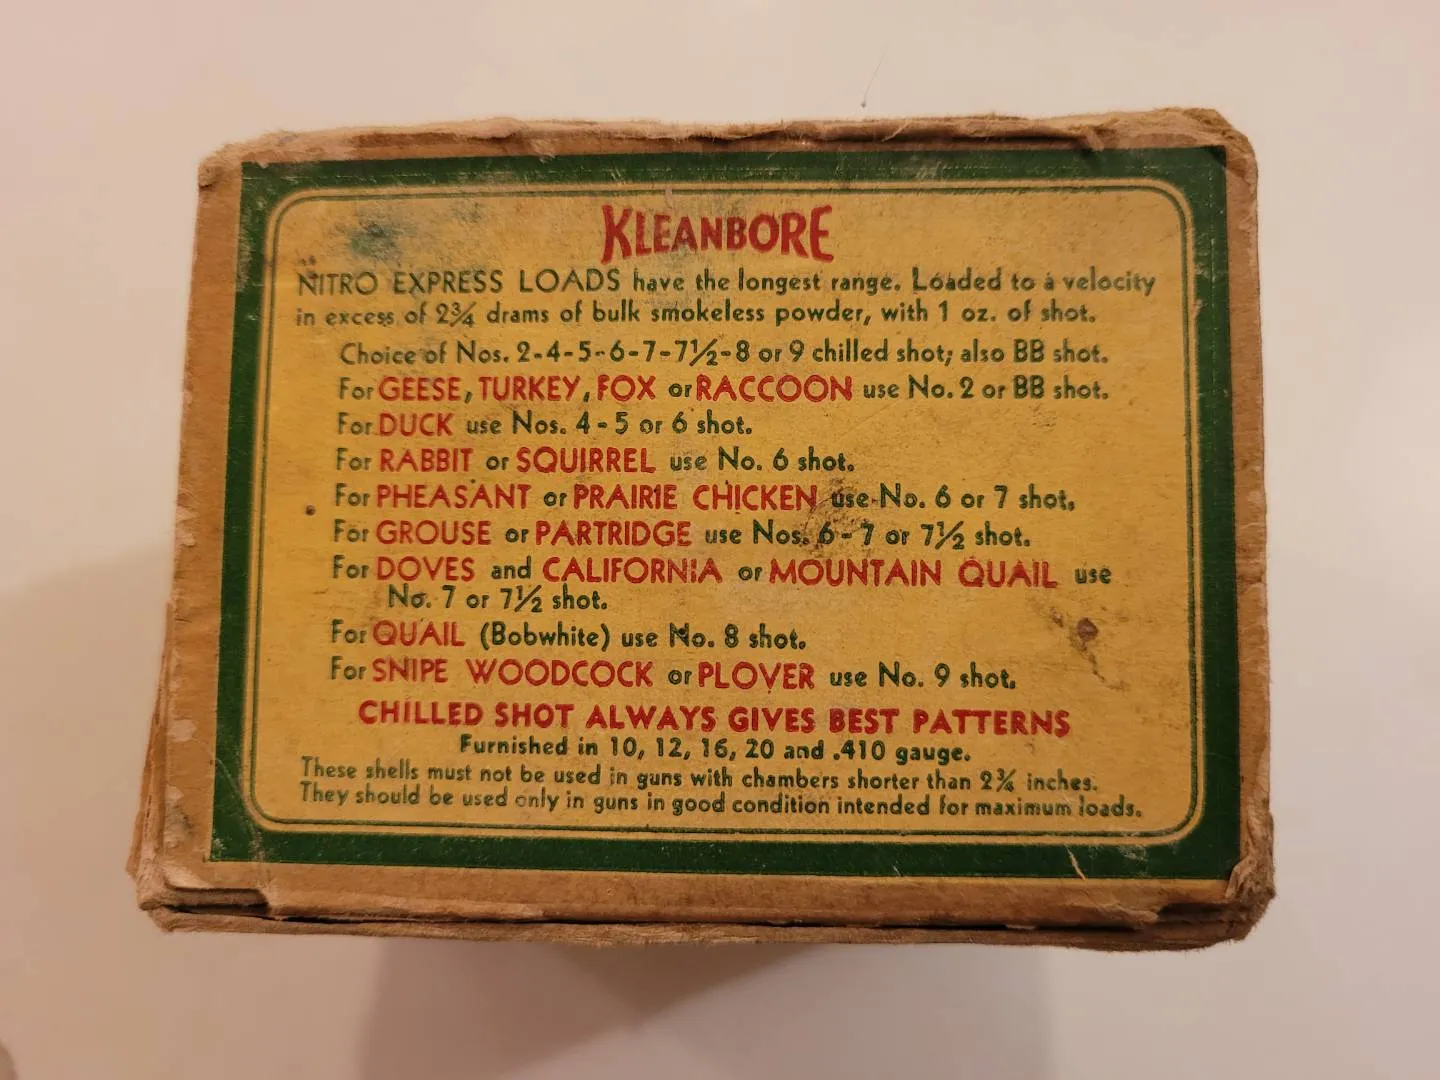 KLEANBORE
NITRO EXPRESS LOADS have the longest range. Loaded to a velocity
in excess of 2¾ drams of bulk smokeless powder, with 1 oz. of shot.
Choice of Nos. 2-4-5-6-7-7½-8 or 9 chilled shot; also BB shot.
For GEESE, TURKEY, FOX or RACCOON use No. 2 or BB shot.
For DUCK use Nos. 4-5 or 6 shot.
For RABBIT or SQUIRREL use No. 6 shot.
For PHEASANT or PRAIRIE CHICKEN use No. 6 or 7 shot.
For GROUSE or PARTRIDGE use Nos. 6-7 or 7½ shot.
For DOVES and CALIFORNIA or MOUNTAIN QUAIL use
No. 7 or 7½ shot.
For QUAIL (Bobwhite) use No. 8 shot.
For SNIPE WOODCOCK or PLOVER use No. 9 shot.
CHILLED SHOT ALWAYS GIVES BEST PATTERNS
Furnished in 10, 12, 16, 20 and .410 gauge.
These shells must not be used in guns with chambers shorter than 2¾ inches.
They should be used only in guns in good condition intended for maximum loads.